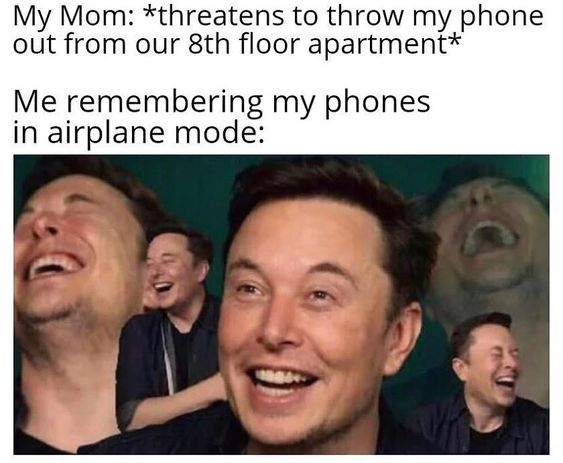 My Mom: *threatens to throw my phone
out from our 8th floor apartment*
Me remembering my phones
in airplane mode: